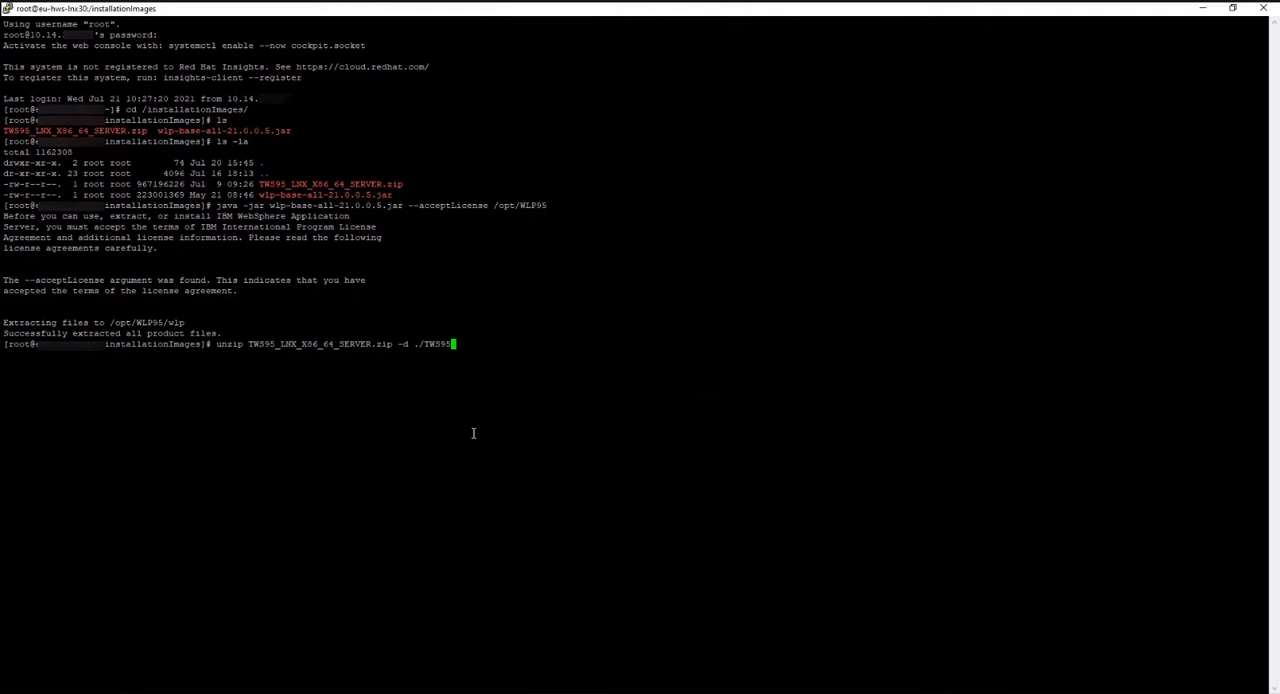 root@eu-hws-lnx30:/installationImages
Using username "root".
root@10.14. 's password:
Activate the web console with: systemctl enable --now cockpit.socket
This system is not registered to Red Hat Insights. See https://cloud.redhat.com/
To register this system, run: insights-client --register
Last login: Wed Jul 21 10:27:20 2021 from 10.14.
[root@e ~]# cd /installationImages/
[root@e installationImages]# ls
TWS95_LNX_X86_64_SERVER.zip wlp-base-all-21.0.0.5.jar
[root@e installationImages]# ls -la
total 1162308
drwxr-xr-x. 2 root root 74 Jul 20 15:45 .
dr-xr-xr-x. 23 root root 4096 Jul 16 18:13 ..
-rw-r--r--. 1 root root 967196226 Jul 9 09:26 TWS95_LNX_X86_64_SERVER.zip
-rw-r--r--. 1 root root 223001369 May 21 08:46 wlp-base-all-21.0.0.5.jar
[root@e installationImages]# java -jar wlp-base-all-21.0.0.5.jar --acceptLicense /opt/WLP95
Before you can use, extract, or install IBM WebSphere Application
Server, you must accept the terms of IBM International Program License
Agreement and additional license information. Please read the following
license agreements carefully.
The --acceptLicense argument was found. This indicates that you have
accepted the terms of the license agreement.
Extracting files to /opt/WLP95/wlp
Successfully extracted all product files.
[root@e installationImages]# unzip TWS95_LNX_X86_64_SERVER.zip -d ./TWS95